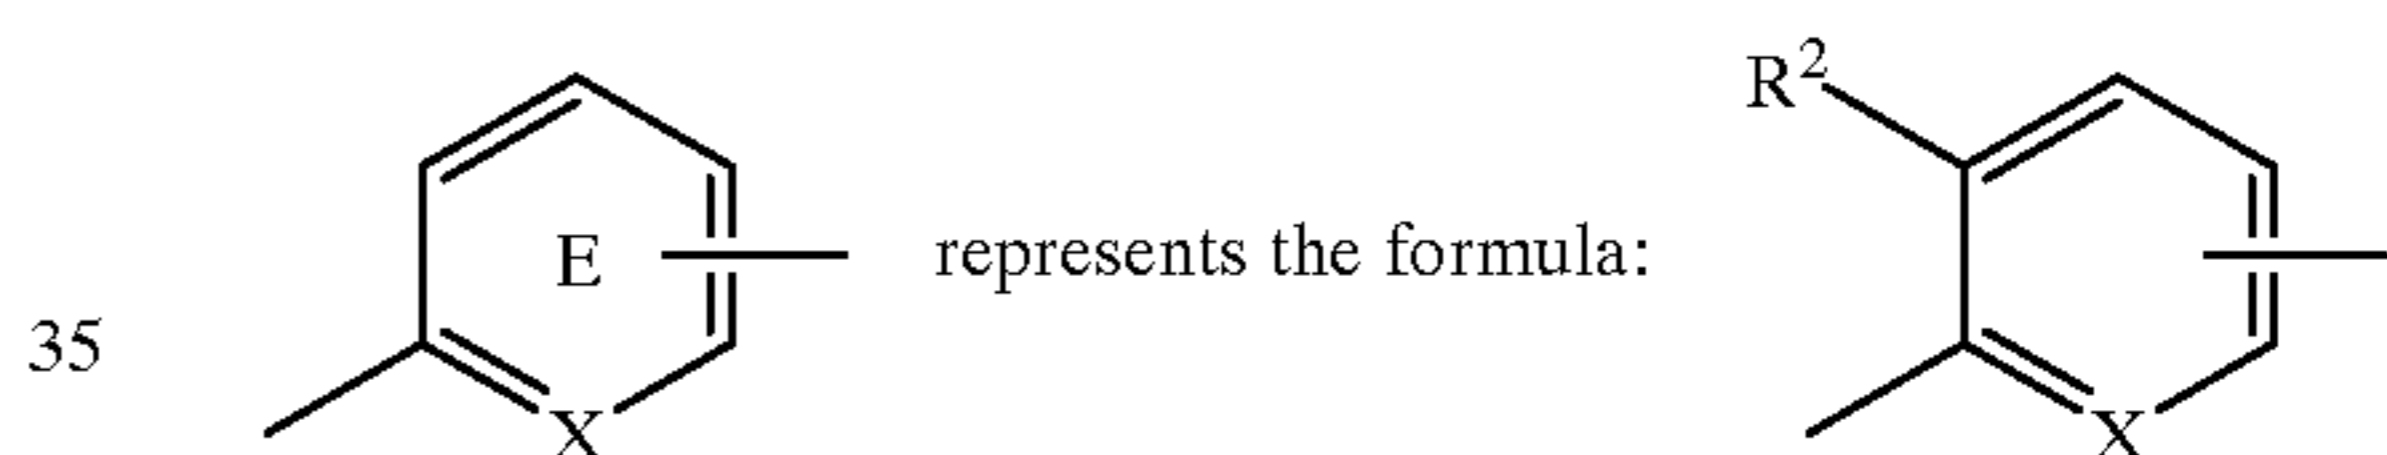 R²
E represents the formula:
35
X X